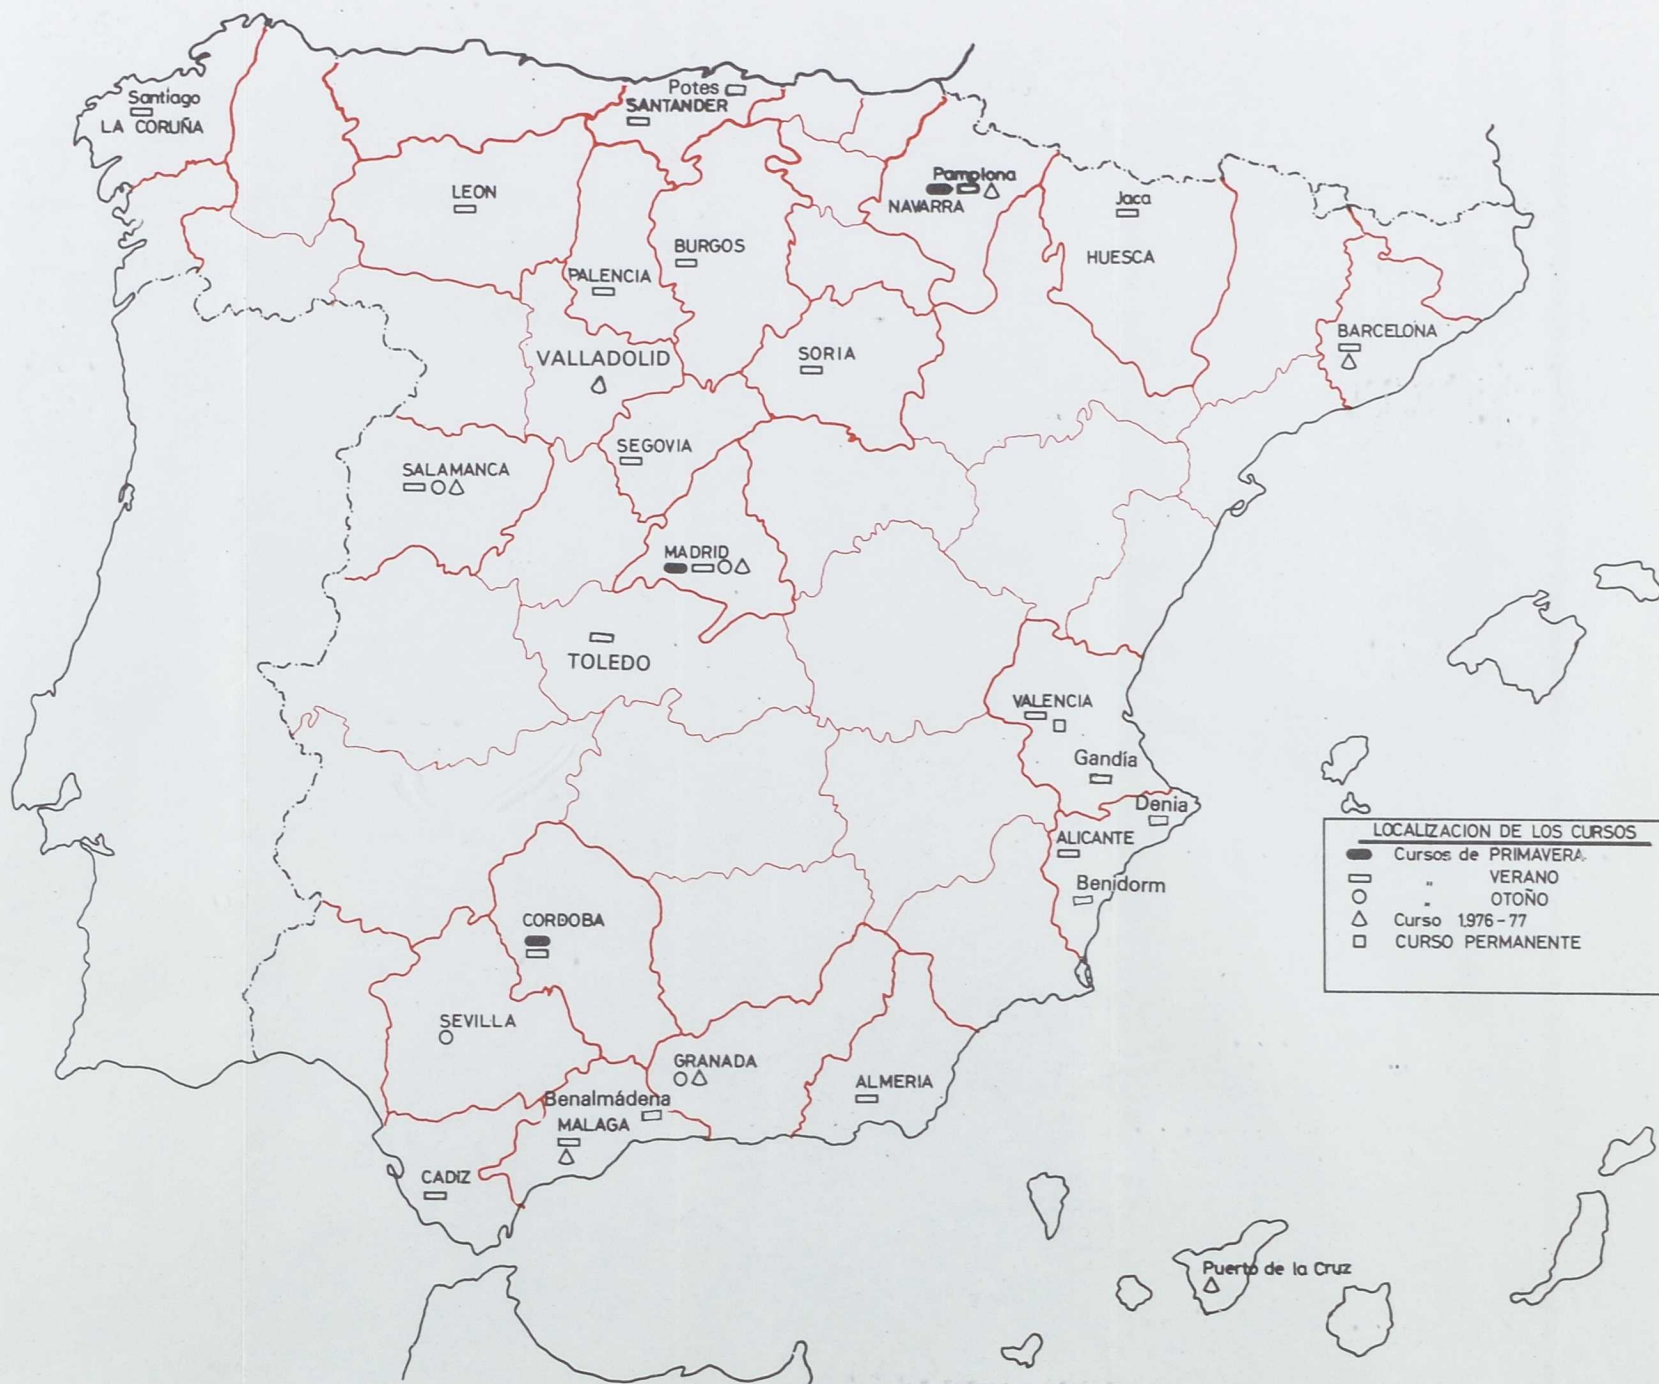 Potes
Santiago
SANTANDER
LA CORUÑA
Pamplona
LEON
Jaca
NAVARRA
BURGOS
HUESCA
PALENCIA
BARCELONA
VALLADOLID
SORIA
SEGOVIA
SALAMANCA
MADRID
TOLEDO
VALENCIA
Gandía
Denia
ALICANTE
Benidorm
LOCALIZACION DE LOS CURSOS
Cursos de PRIMAVERA
" VERANO
" OTOÑO
Curso 1.976-77
CURSO PERMANENTE
CORDOBA
SEVILLA
GRANADA
ALMERIA
Benalmádena
MALAGA
CADIZ
Puerto de la Cruz